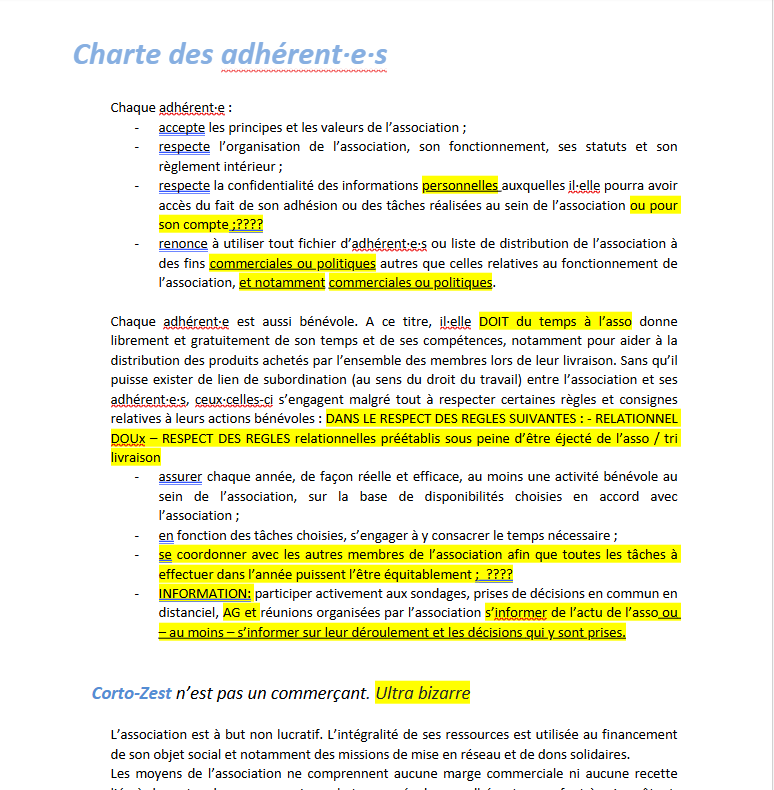 Charte des adhérent·e·s
Chaque adhérent·e :
- accepte les principes et les valeurs de l’association ;
- respecte l’organisation de l’association, son fonctionnement, ses statuts et son
règlement intérieur ;
- respecte la confidentialité des informations personnelles auxquelles il·elle pourra avoir
accès du fait de son adhésion ou des tâches réalisées au sein de l’association ou pour
son compte ;????
- renonce à utiliser tout fichier d’adhérent·e·s ou liste de distribution de l’association à
des fins commerciales ou politiques autres que celles relatives au fonctionnement de
l’association, et notamment commerciales ou politiques.
Chaque adhérent·e est aussi bénévole. A ce titre, il·elle DOIT du temps à l’asso donne
librement et gratuitement de son temps et de ses compétences, notamment pour aider à la
distribution des produits achetés par l’ensemble des membres lors de leur livraison. Sans qu’il
puisse exister de lien de subordination (au sens du droit du travail) entre l’association et ses
adhérent·e·s, ceux·celles-ci s’engagent malgré tout à respecter certaines règles et consignes
relatives à leurs actions bénévoles : DANS LE RESPECT DES REGLES SUIVANTES : - RELATIONNEL
DOUx – RESPECT DES REGLES relationnelles préétablis sous peine d’être éjecté de l’asso / tri
livraison
- assurer chaque année, de façon réelle et efficace, au moins une activité bénévole au
sein de l’association, sur la base de disponibilités choisies en accord avec
l’association ;
- en fonction des tâches choisies, s’engager à y consacrer le temps nécessaire ;
- se coordonner avec les autres membres de l’association afin que toutes les tâches à
effectuer dans l’année puissent l’être équitablement ; ????
- INFORMATION: participer activement aux sondages, prises de décisions en commun en
distanciel, AG et réunions organisées par l’association s’informer de l’actu de l’asso ou
– au moins – s’informer sur leur déroulement et les décisions qui y sont prises.
Corto-Zest n’est pas un commerçant. Ultra bizarre
L’association est à but non lucratif. L’intégralité de ses ressources est utilisée au financement
de son objet social et notamment des missions de mise en réseau et de dons solidaires.
Les moyens de l’association ne comprennent aucune marge commerciale ni aucune recette